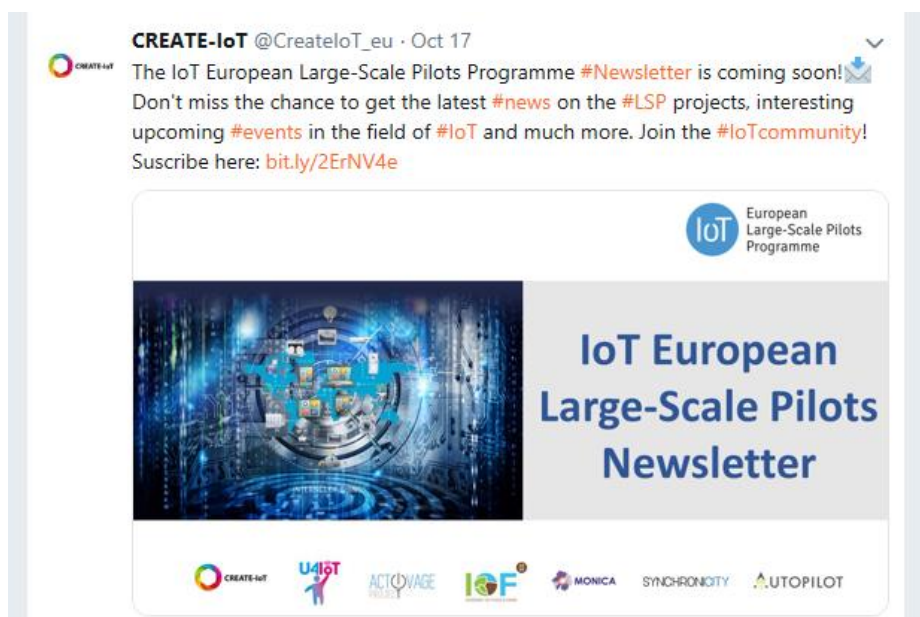 CREATE-IoT @CreateIoT_eu · Oct 17
CREATE-IoT
The IoT European Large-Scale Pilots Programme #Newsletter is coming soon!
Don't miss the chance to get the latest #news on the #LSP projects, interesting
upcoming #events in the field of #IoT and much more. Join the #IoTcommunity!
Suscribe here: bit.ly/2ErNV4e
IoT
European
Large-Scale Pilots
Programme
IoT European
Large-Scale Pilots
Newsletter
CREATE-IoT
U4IoT
ACTIVAGE
PROJECT
IOF
MONICA
SYNCHRONICITY
AUTOPILOT